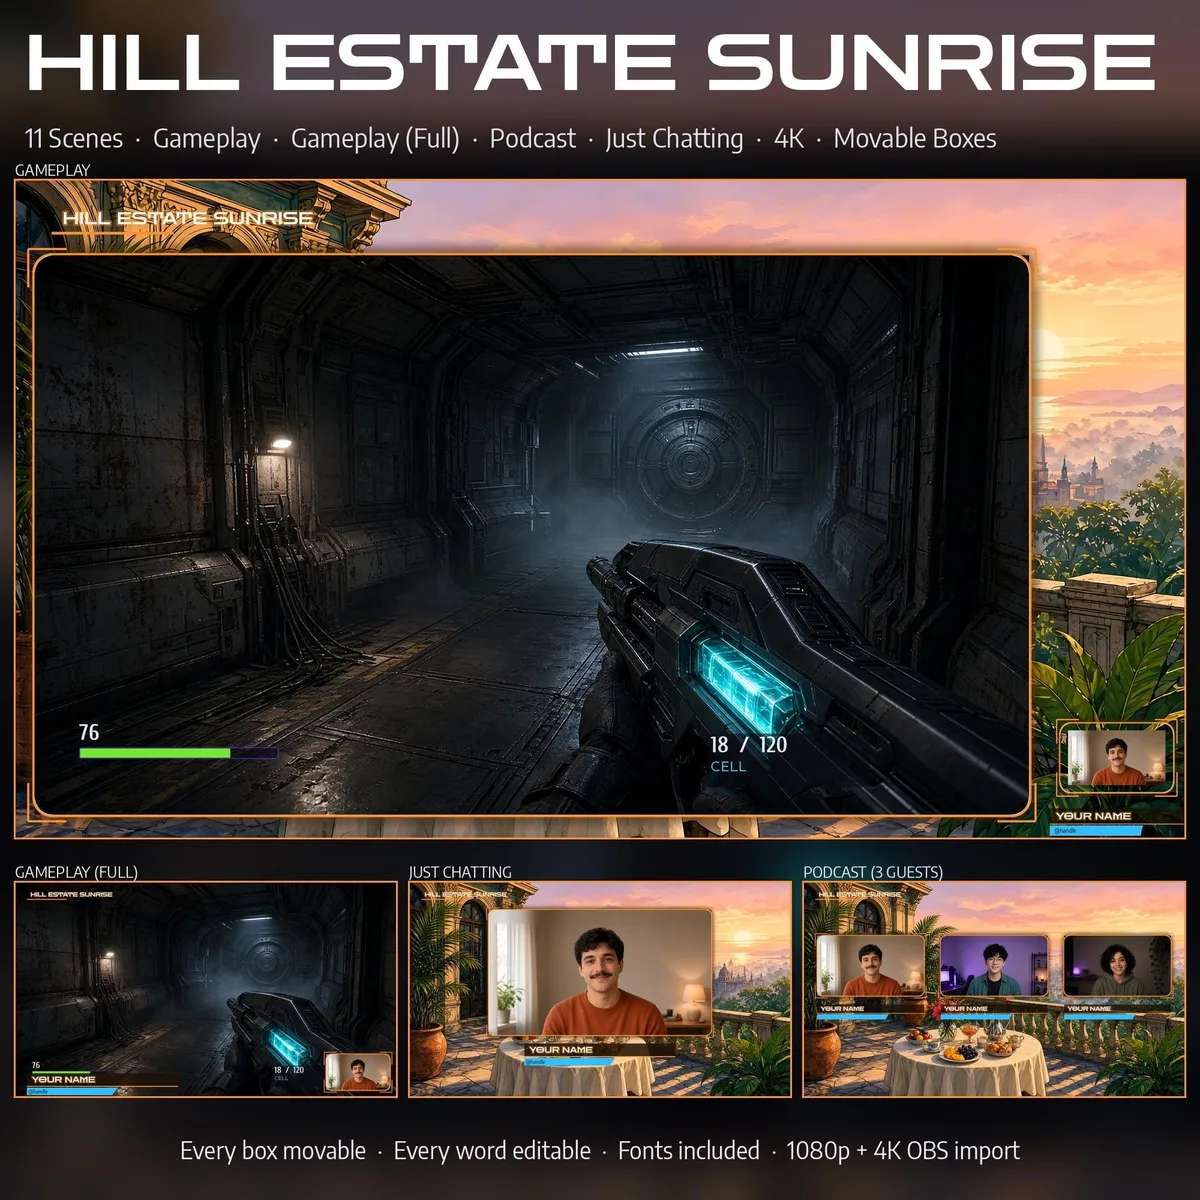 HILL ESTATE SUNRISE
11 Scenes · Gameplay · Gameplay (Full) · Podcast · Just Chatting · 4K · Movable Boxes
GAMEPLAY
HILL ESTATE SUNRISE
76
18 / 120
CELL
YOUR NAME
@handle
GAMEPLAY (FULL)
HILL ESTATE SUNRISE
76
18 / 120
CELL
YOUR NAME
@handle
JUST CHATTING
HILL ESTATE SUNRISE
YOUR NAME
@handle
PODCAST (3 GUESTS)
HILL ESTATE SUNRISE
YOUR NAME
YOUR NAME
YOUR NAME
Every box movable · Every word editable · Fonts included · 1080p + 4K OBS import